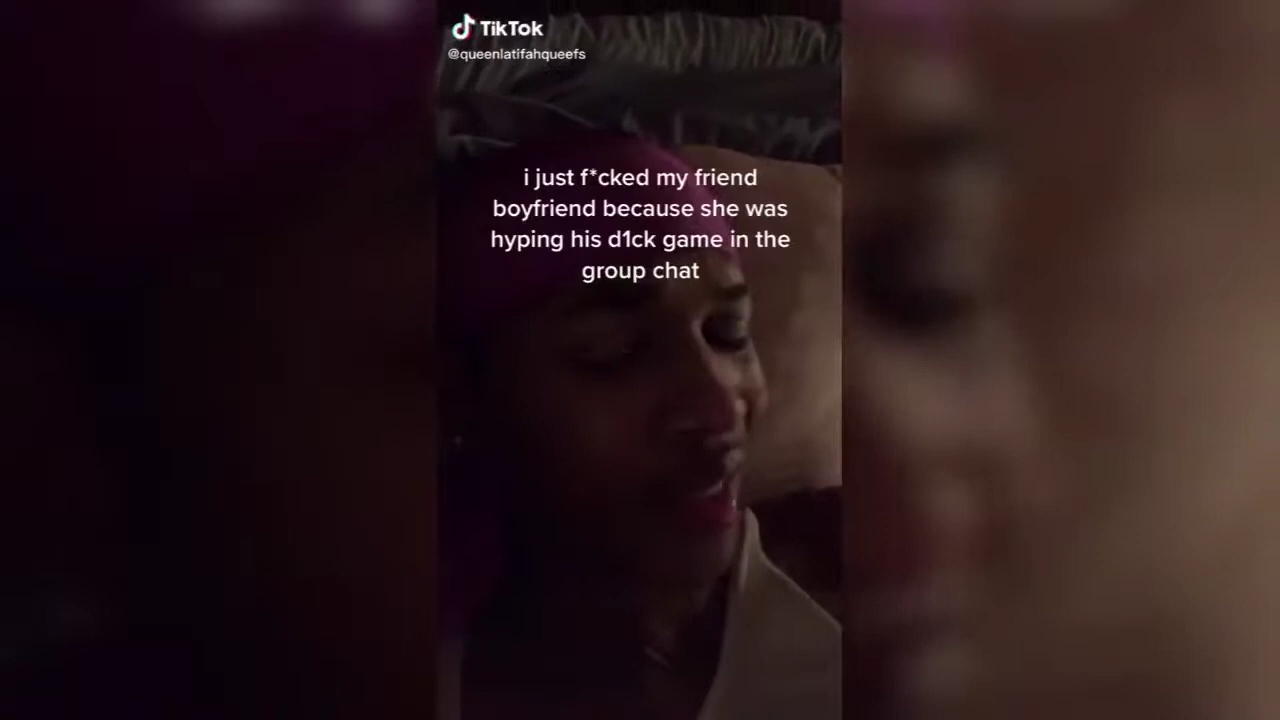 TikTok
@queenlatifahqueefs
i just f*cked my friend
boyfriend because she was
hyping his d1ck game in the
group chat